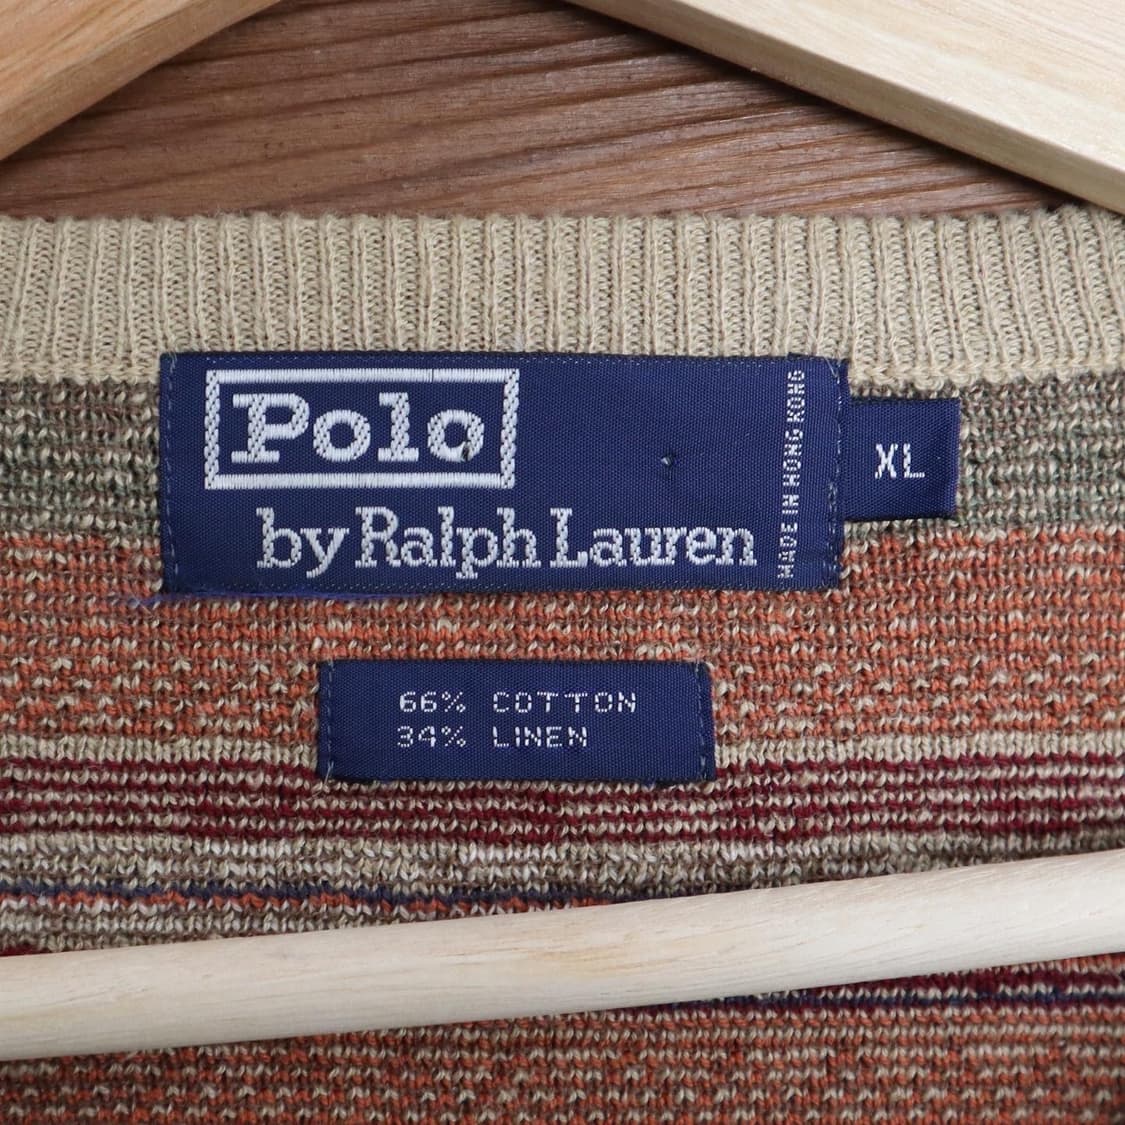 Polo
by Ralph Lauren
MADE IN HONG KONG
XL
66% COTTON
34% LINEN